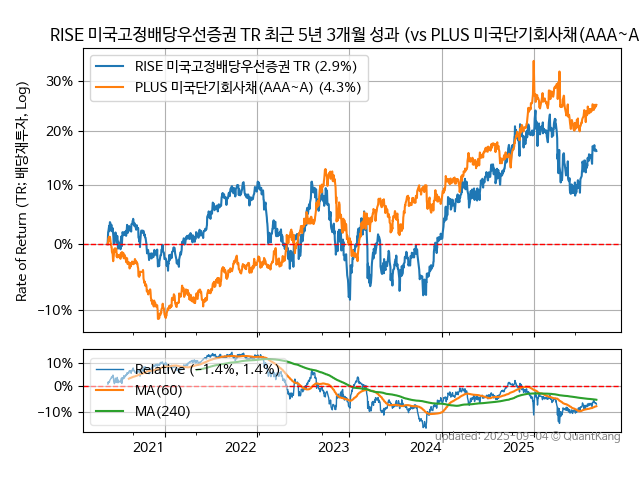 RISE 미국고정배당우선증권 TR 최근 5년 3개월 성과 (vs PLUS 미국단기회사채(AAA~A
Rate of Return (TR: 배당재투자, Log)
30%
20%
10%
0%
−10%
RISE 미국고정배당우선증권 TR (2.9%)
PLUS 미국단기회사채(AAA~A) (4.3%)
10%
0%
−10%
Relative (−1.4%, 1.4%)
MA(60)
MA(240)
2021
2022
2023
2024
2025
updated: 2025-09-04 © QuantKang